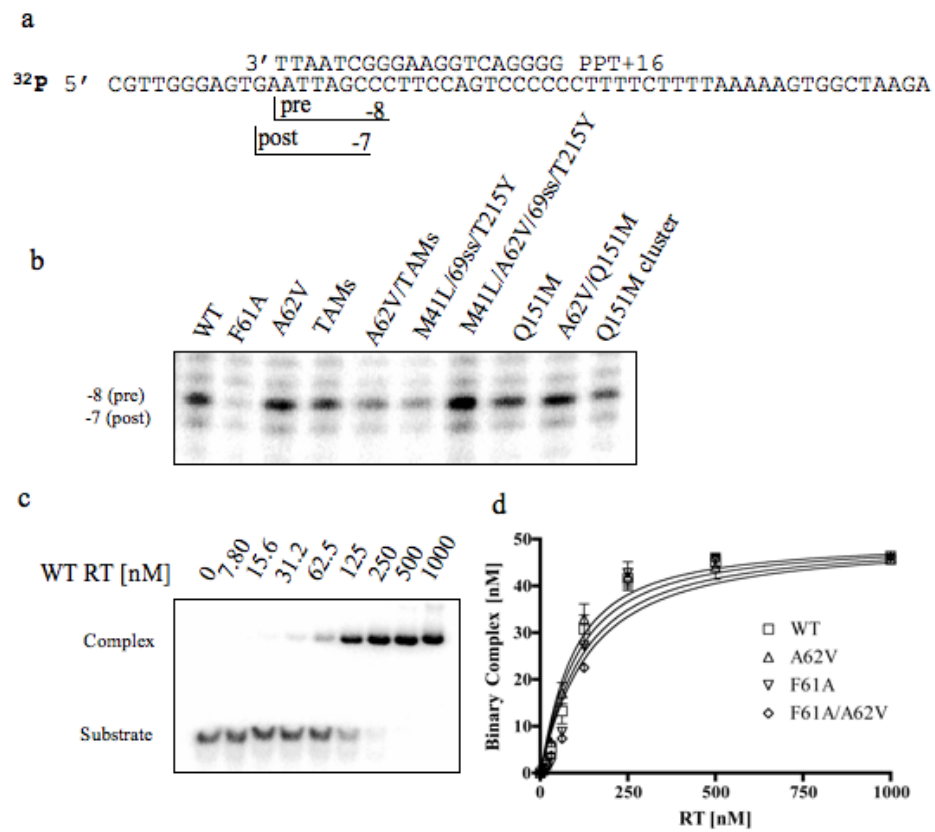 a
3′ TTAATCGGGAAGGTCAGGGG PPT+16
32P 5′ CGTTGGGAGTGAATTAGCCCTTCCAGTCCCCCCTTTTCTTTTAAAAAGTGGCTAAGA
pre -8
post -7
b
WT F61A A62V TAMs A62V/TAMs M41L/69ss/T215Y M41L/A62V/69ss/T215Y Q151M A62V/Q151M Q151M cluster
-8 (pre)
-7 (post)
c
WT RT [nM] 0 7.80 15.6 31.2 62.5 125 250 500 1000
Complex
Substrate
d
Binary Complex [nM]
50
40
30
20
10
0
WT
A62V
F61A
F61A/A62V
0 250 500 750 1000
RT [nM]